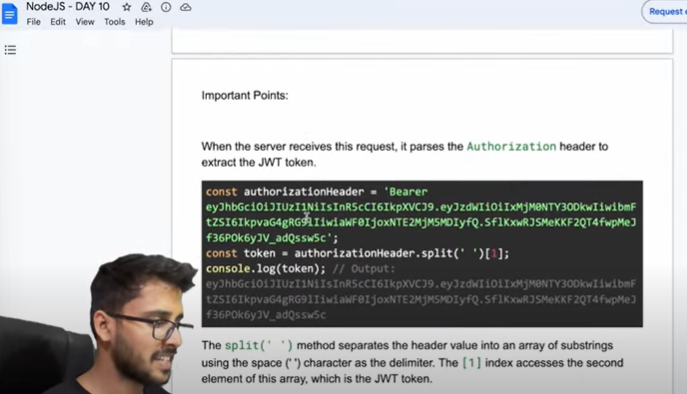 NodeJS - DAY 10
File Edit View Tools Help
Request e
Important Points:
When the server receives this request, it parses the Authorization header to
extract the JWT token.
const authorizationHeader = 'Bearer
eyJhbGciOiJIUzI1NiIsInR5cCI6IkpXVCJ9.eyJzdWIiOiIxMjM0NTY3ODkwIiwibmF
tZSI6IkpvaG4gRG9lIiwiaWF0IjoxNTE2MjM5MDIyfQ.SflKxwRJSMeKKF2QT4fwpMeJ
f36POk6yJV_adQssw5c';
const token = authorizationHeader.split(' ')[1];
console.log(token); // Output:
eyJhbGciOiJIUzI1NiIsInR5cCI6IkpXVCJ9.eyJzdWIiOiIxMjM0NTY3ODkwIiwibmF
tZSI6IkpvaG4gRG9lIiwiaWF0IjoxNTE2MjM5MDIyfQ.SflKxwRJSMeKKF2QT4fwpMeJ
f36POk6yJV_adQssw5c
The split(' ') method separates the header value into an array of substrings
using the space (' ') character as the delimiter. The [1] index accesses the second
element of this array, which is the JWT token.